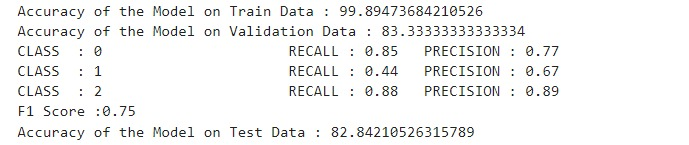 Accuracy of the Model on Train Data : 99.89473684210526
Accuracy of the Model on Validation Data : 83.33333333333334
CLASS : 0 RECALL : 0.85 PRECISION : 0.77
CLASS : 1 RECALL : 0.44 PRECISION : 0.67
CLASS : 2 RECALL : 0.88 PRECISION : 0.89
F1 Score :0.75
Accuracy of the Model on Test Data : 82.84210526315789